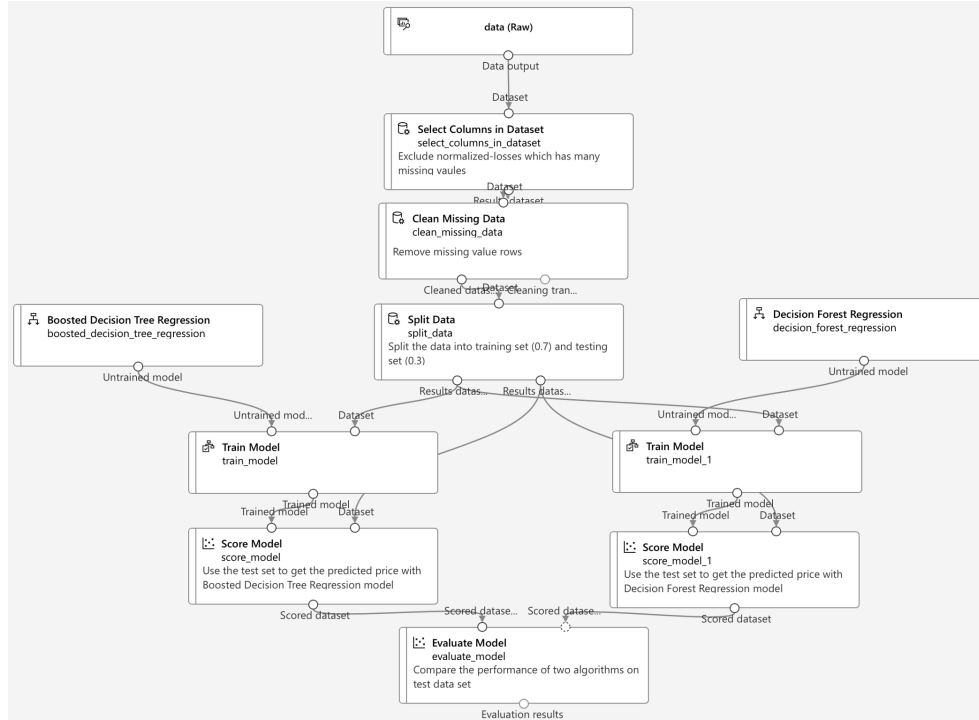 data (Raw)
Data output
Dataset
Select Columns in Dataset
select_columns_in_dataset
Exclude normalized-losses which has many
missing vaules
Dataset
Results dataset
Clean Missing Data
clean_missing_data
Remove missing value rows
Cleaned datas...
Dataset
Cleaning tran...
Boosted Decision Tree Regression
boosted_decision_tree_regression
Untrained model
Split Data
split_data
Split the data into training set (0.7) and testing
set (0.3)
Results datas...
Results datas...
Decision Forest Regression
decision_forest_regression
Untrained model
Untrained mod...
Dataset
Train Model
train_model
Trained model
Untrained mod...
Dataset
Train Model
train_model_1
Trained model
Trained model
Dataset
Score Model
score_model
Use the test set to get the predicted price with
Boosted Decision Tree Regression model
Scored dataset
Trained model
Dataset
Score Model
score_model_1
Use the test set to get the predicted price with
Decision Forest Regression model
Scored dataset
Scored datase...
Scored datase...
Evaluate Model
evaluate_model
Compare the performance of two algorithms on
test data set
Evaluation results